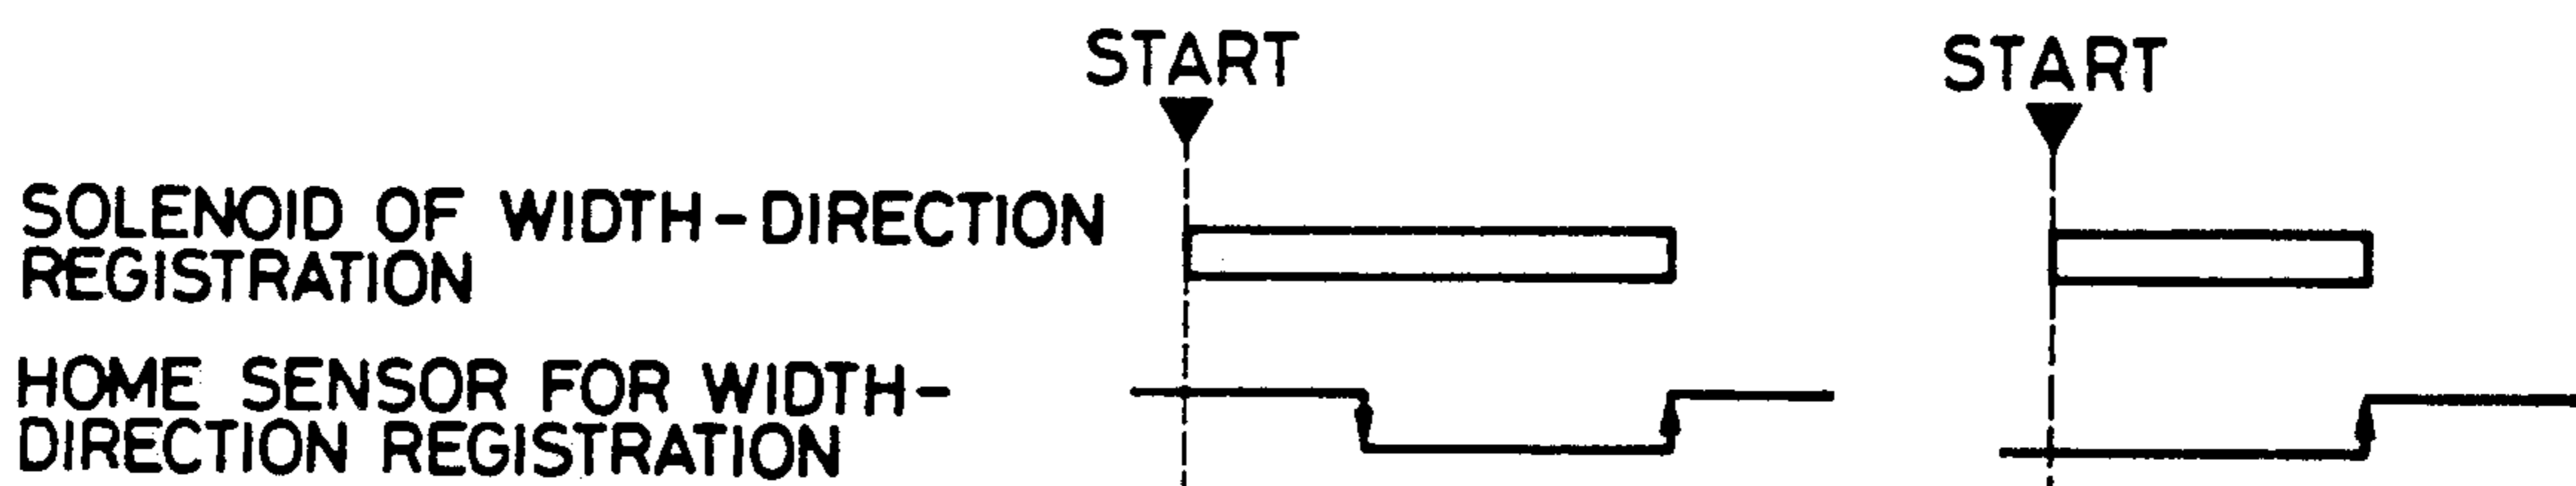 START
START
SOLENOID OF WIDTH-DIRECTION
REGISTRATION
HOME SENSOR FOR WIDTH-
DIRECTION REGISTRATION